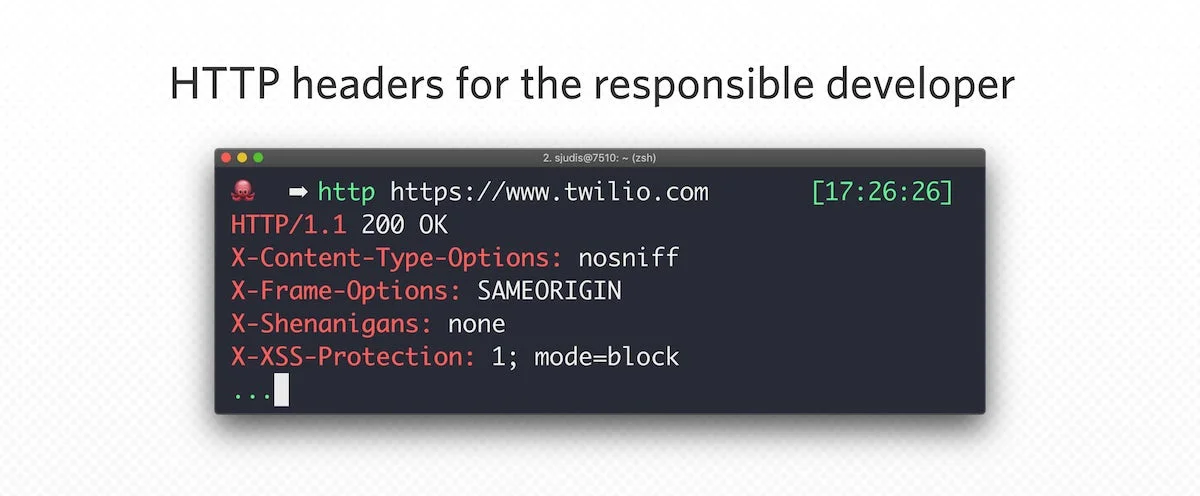 HTTP headers for the responsible developer
2. sjudis@7510: ~ (zsh)
🐙 ➡ http https://www.twilio.com [17:26:26]
HTTP/1.1 200 OK
X-Content-Type-Options: nosniff
X-Frame-Options: SAMEORIGIN
X-Shenanigans: none
X-XSS-Protection: 1; mode=block
...